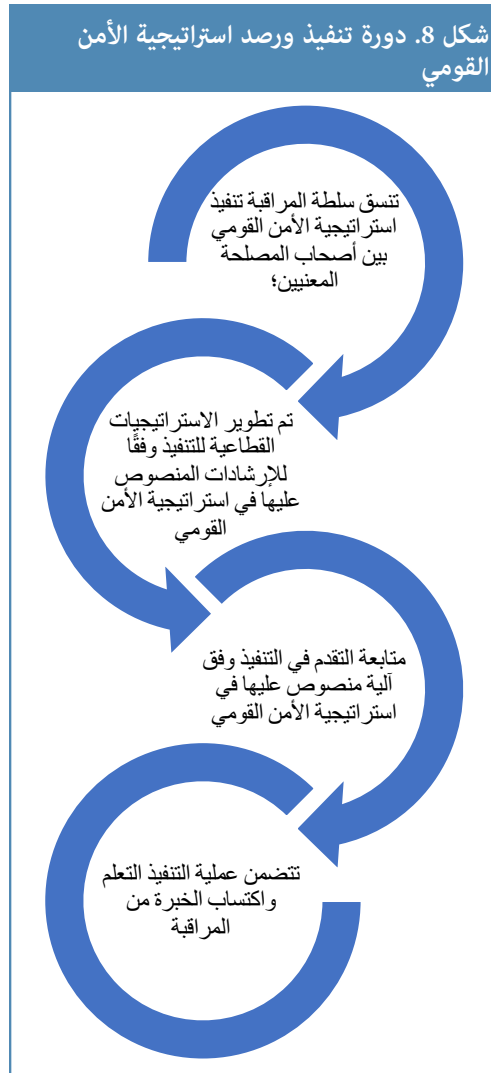 شكل 8. دورة تنفيذ ورصد استراتيجية الأمن
القومي
تنسق سلطة المراقبة تنفيذ
استراتيجية الأمن القومي
بين أصحاب المصلحة
المعنيين؛
تم تطوير الاستراتيجيات
القطاعية للتنفيذ وفقًا
للإرشادات المنصوص
عليها في استراتيجية الأمن
القومي
متابعة التقدم في التنفيذ وفق
آلية منصوص عليها في
استراتيجية الأمن القومي
تتضمن عملية التنفيذ التعلم
واكتساب الخبرة من
المراقبة